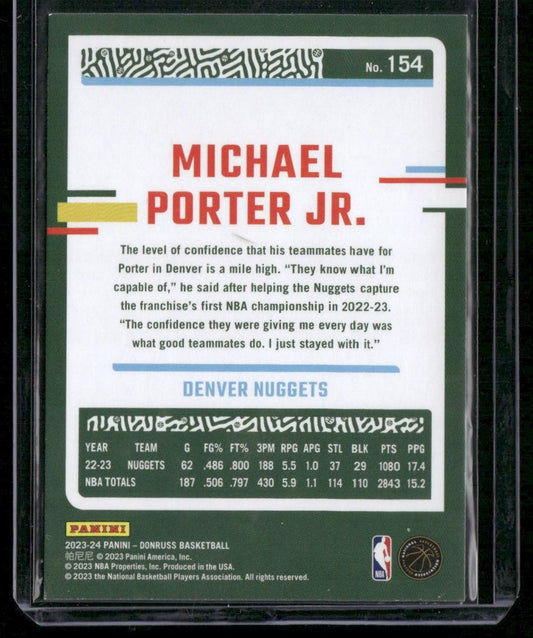 No. 154
MICHAEL
PORTER JR.
The level of confidence that his teammates have for
Porter in Denver is a mile high. “They know what I'm
capable of,” he said after helping the Nuggets capture
the franchise's first NBA championship in 2022-23.
“The confidence they were giving me every day was
what good teammates do. I just stayed with it.”
DENVER NUGGETS
YEAR TEAM G FG% FT% 3PM RPG APG STL BLK PTS PPG
22-23 NUGGETS 62 .486 .800 188 5.5 1.0 37 29 1080 17.4
NBA TOTALS 187 .506 .797 430 5.9 1.1 114 110 2843 15.2
PANINI
2023-24 PANINI – DONRUSS BASKETBALL
帕尼尼 © 2023 Panini America, Inc.
© 2023 NBA Properties, Inc. Produced in the USA.
© 2023 the National Basketball Players Association. All rights reserved.
NBA
NATIONAL BASKETBALL PLAYERS ASSOCIATION